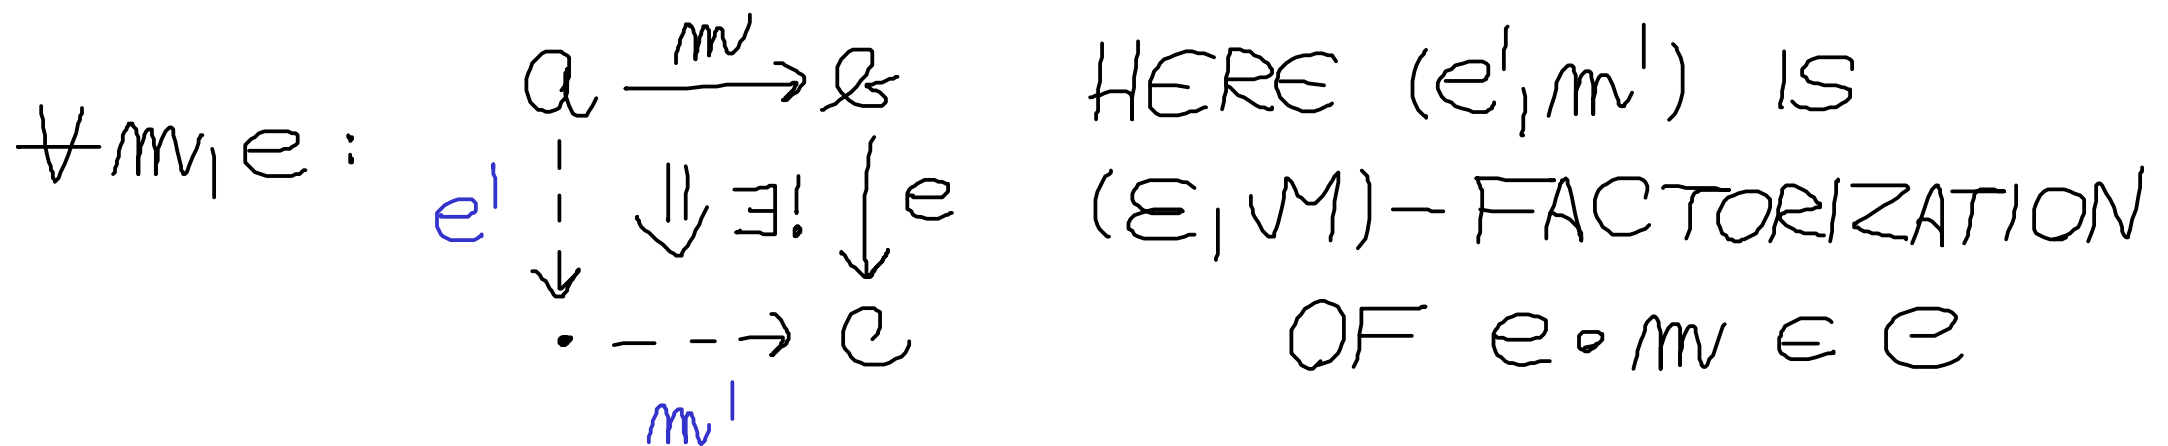 ∀m,e:
a m b
e' ∃! e
• m' c
HERE (e',m') IS
(ℰ,ℳ)-FACTORIZATION
OF e∘m ∈ 𝒞